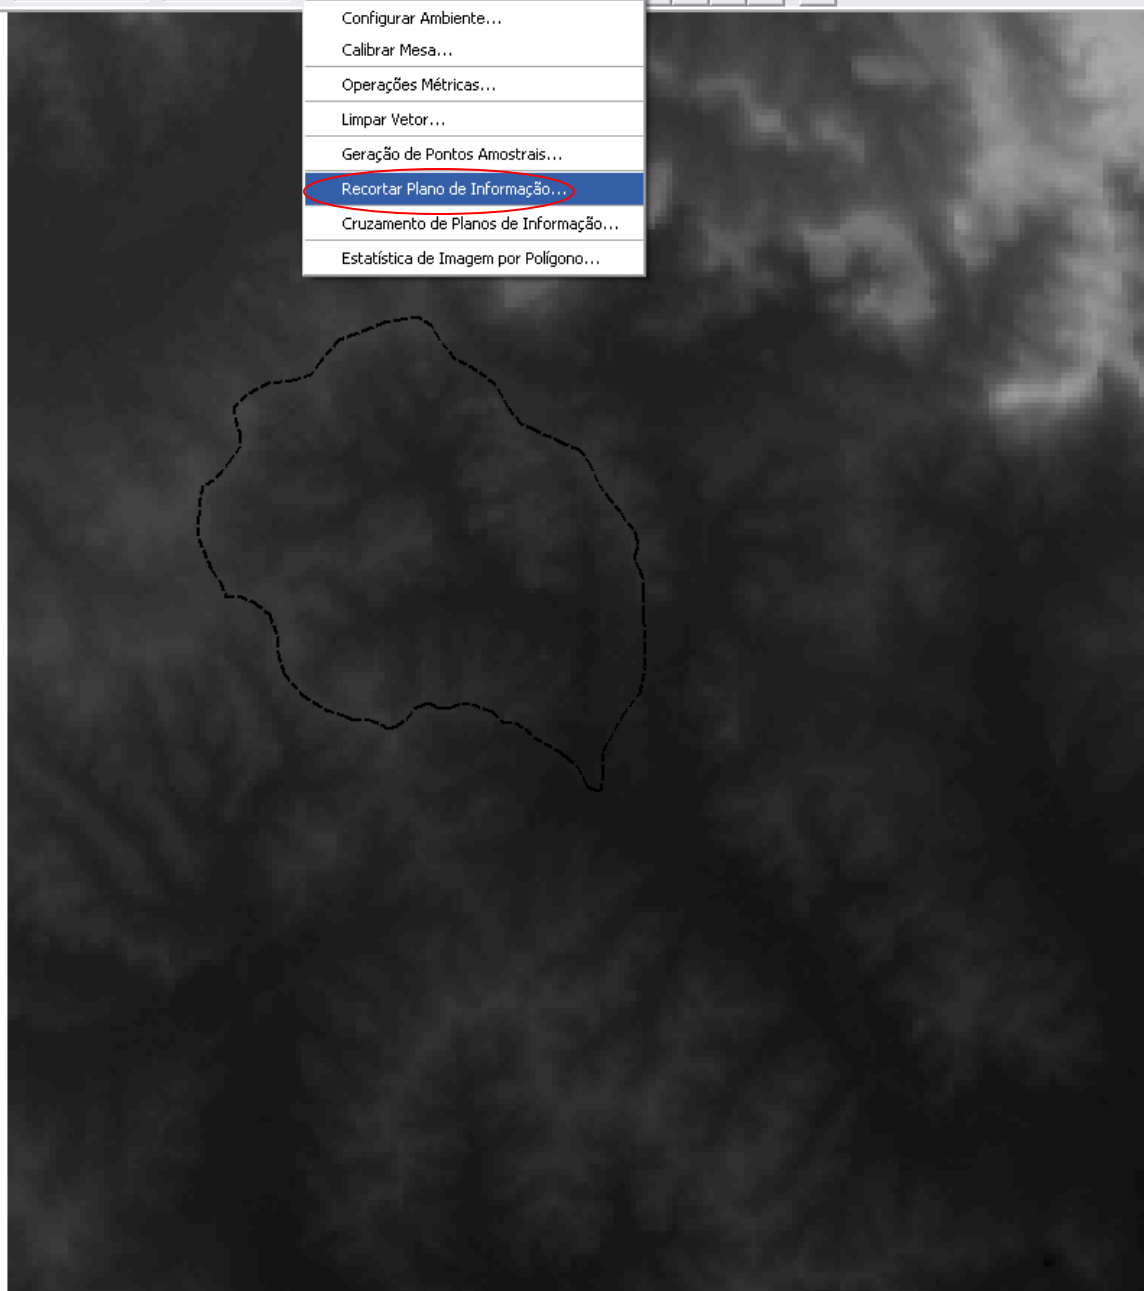 Configurar Ambiente...
Calibrar Mesa...
Operações Métricas...
Limpar Vetor...
Geração de Pontos Amostrais...
Recortar Plano de Informação...
Cruzamento de Planos de Informação...
Estatística de Imagem por Polígono...